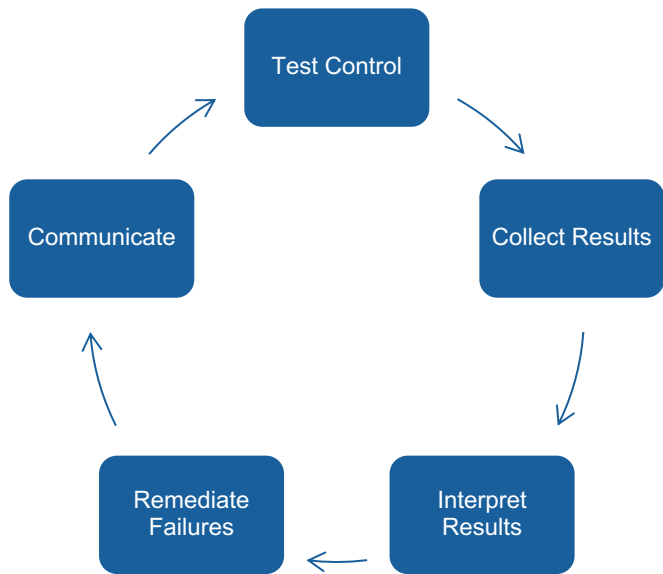 Test Control
Collect Results
Interpret
Results
Remediate
Failures
Communicate